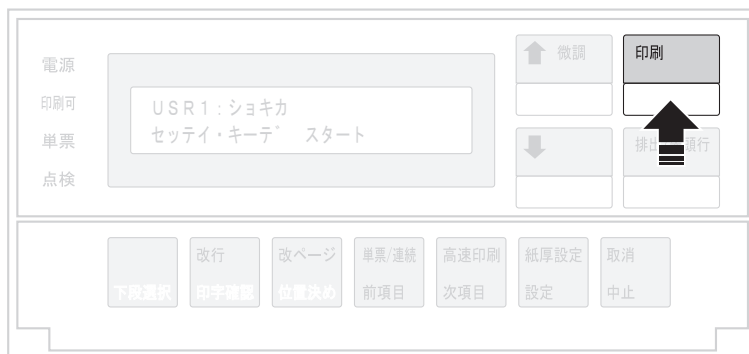 電源
印刷可
単票
点検
USR1:ショキカ
セッテイ・キーデ゛ スタート
微調
印刷
排出 頭行
改行
改ページ
単票/連続
高速印刷
紙厚設定
取消
下段選択
印字確認
位置決め
前項目
次項目
設定
中止